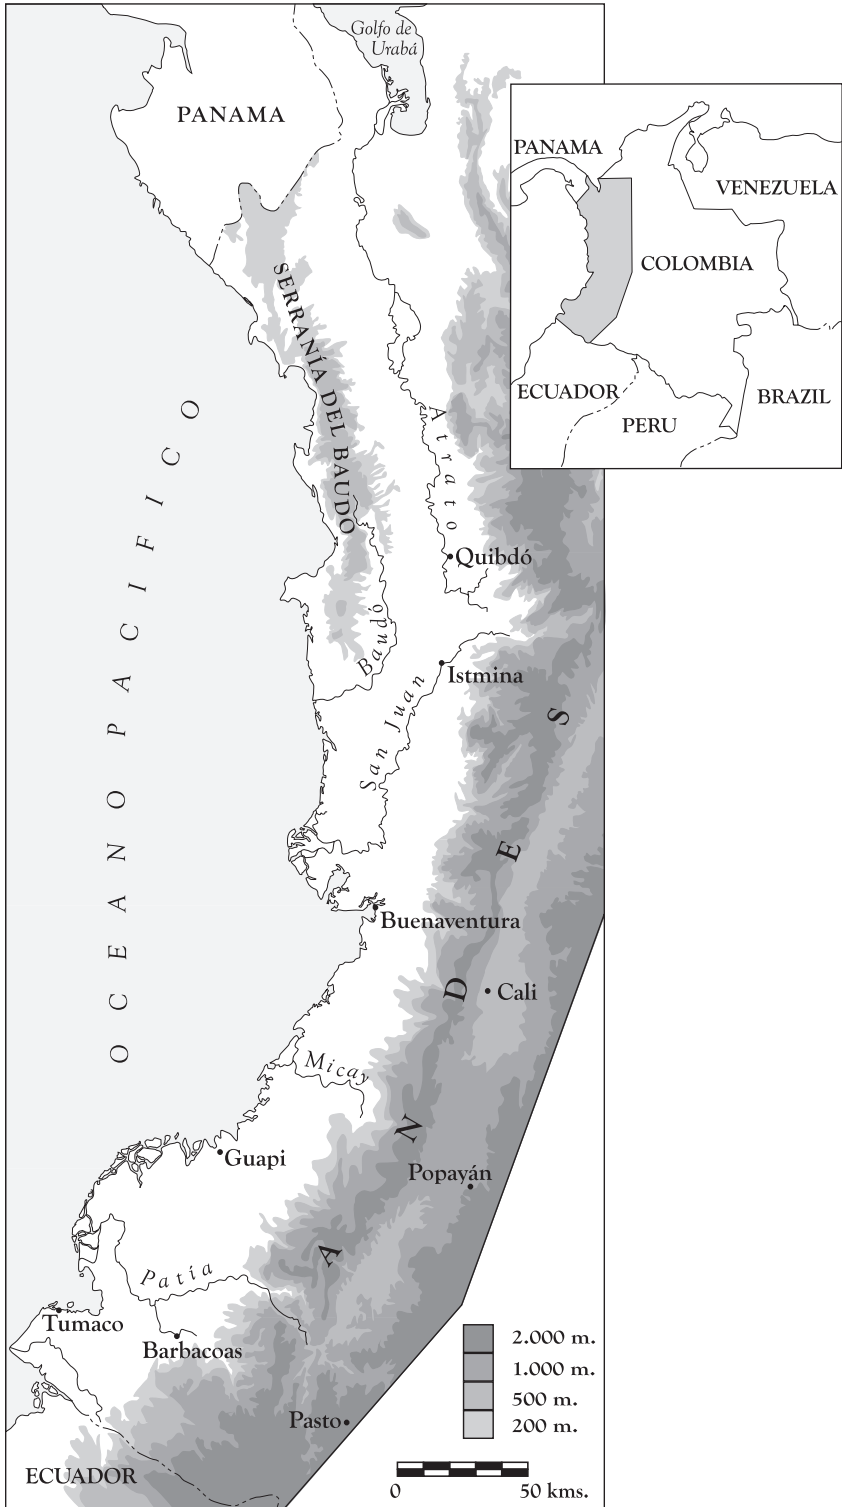 Golfo de
Urabá
PANAMA
PANAMA
VENEZUELA
COLOMBIA
ECUADOR
PERU
BRAZIL
SERRANÍA DEL BAUDO
Atrato
OCEANO PACIFICO
Quibdó
Baudó
Istmina
San Juan
ANDES
Buenaventura
Cali
Micay
Guapi
Popayán
Patía
Tumaco
Barbacoas
Pasto
ECUADOR
2.000 m.
1.000 m.
500 m.
200 m.
0 50 kms.